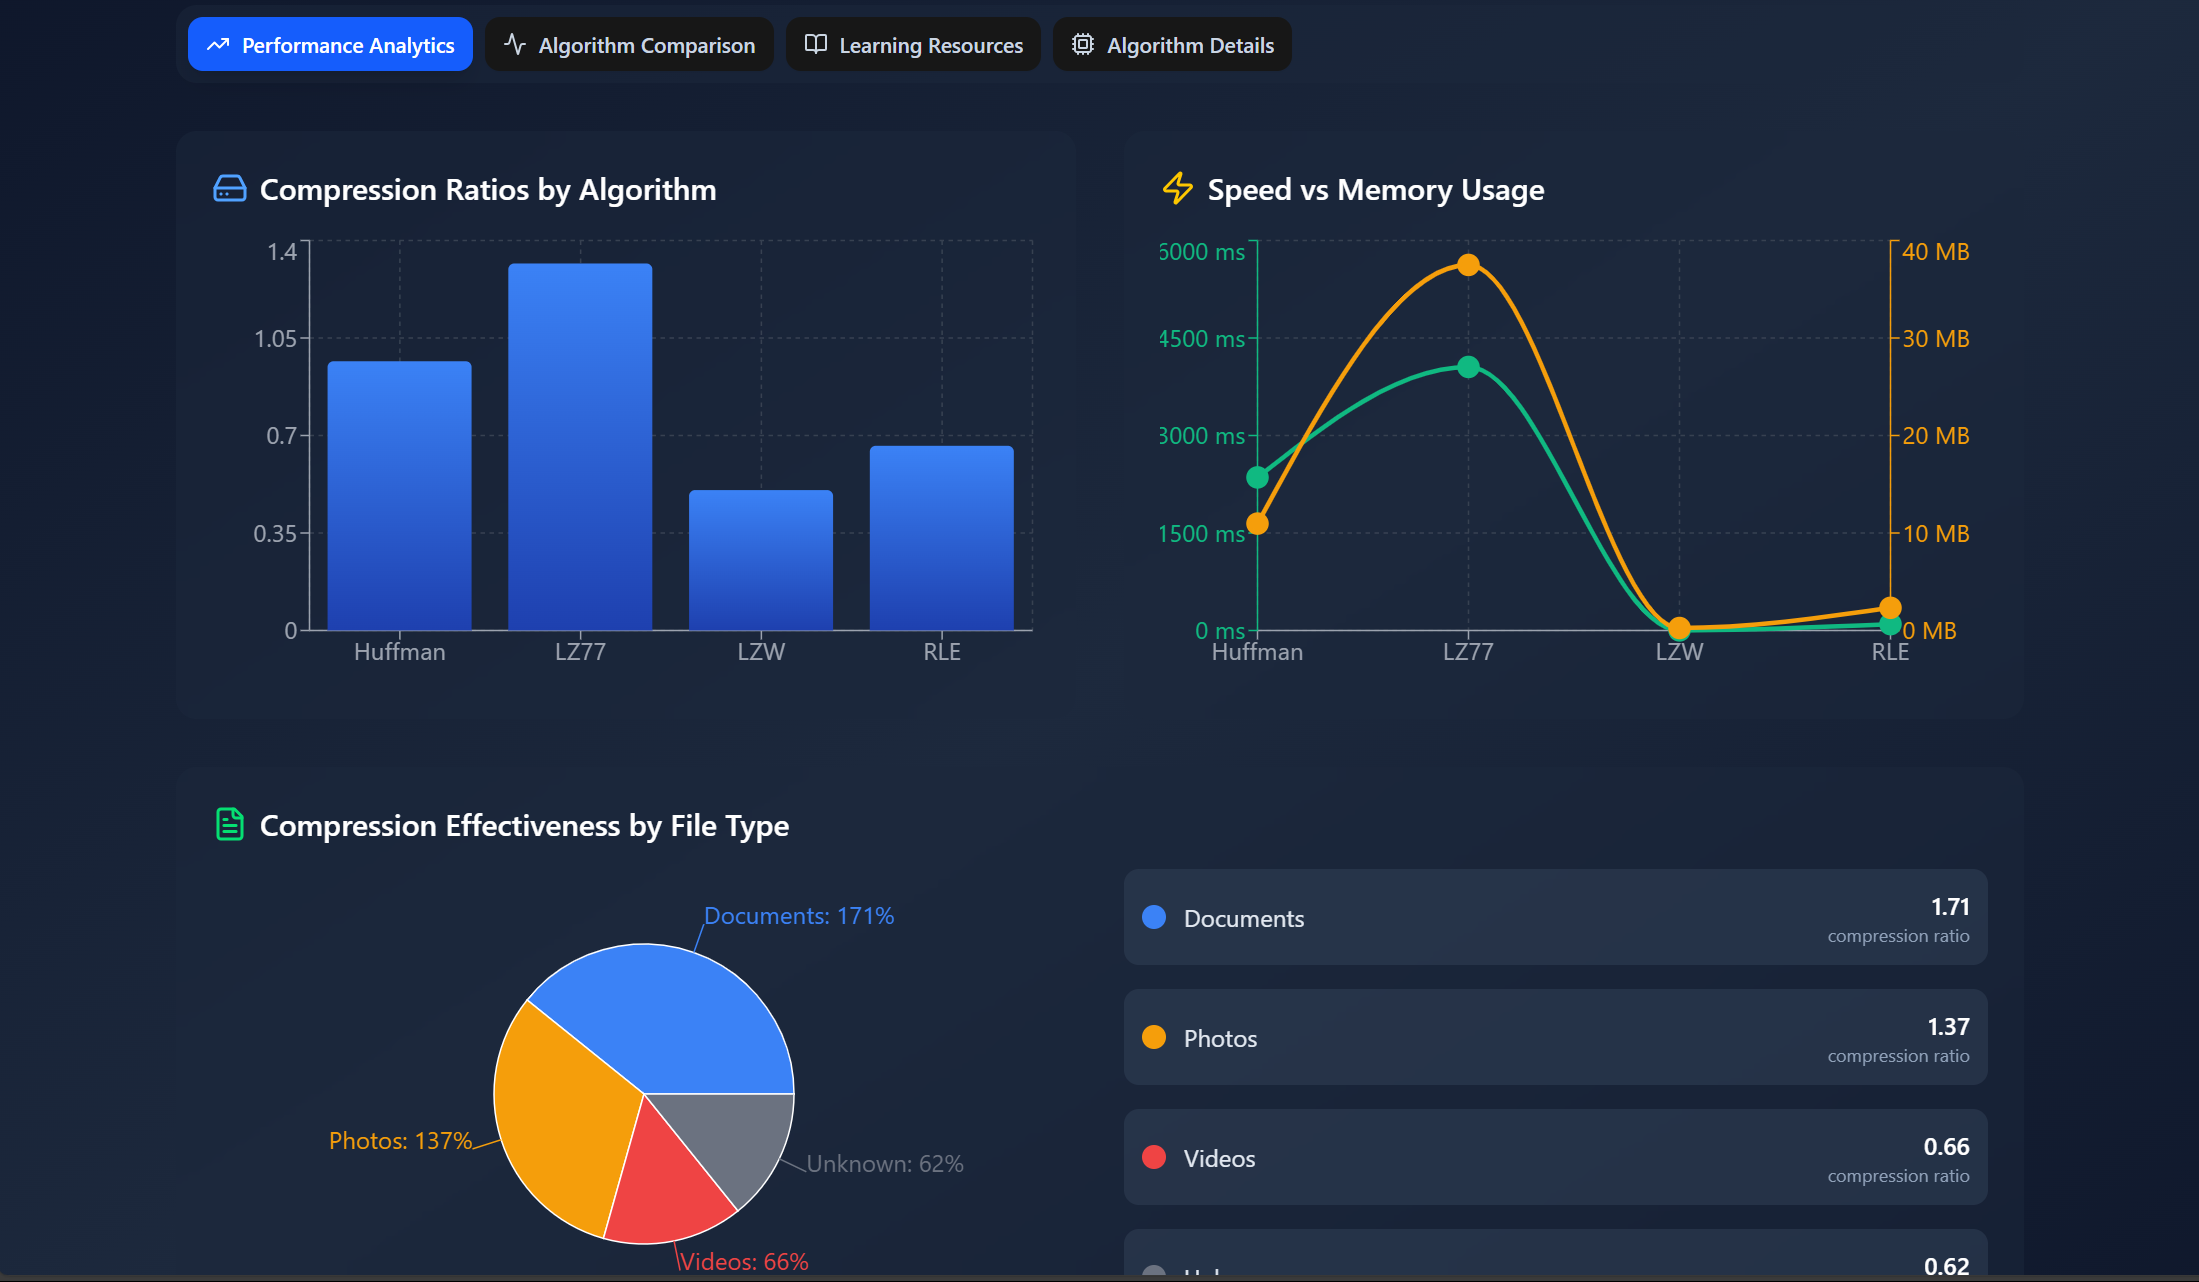 Performance Analytics
Algorithm Comparison
Learning Resources
Algorithm Details
Compression Ratios by Algorithm
1.4
1.05
0.7
0.35
0
Huffman
LZ77
LZW
RLE
Speed vs Memory Usage
6000 ms
4500 ms
3000 ms
1500 ms
0 ms
40 MB
30 MB
20 MB
10 MB
0 MB
Huffman
LZ77
LZW
RLE
Compression Effectiveness by File Type
Documents: 171%
Photos: 137%
Unknown: 62%
Videos: 66%
Documents
1.71
compression ratio
Photos
1.37
compression ratio
Videos
0.66
compression ratio
0.62